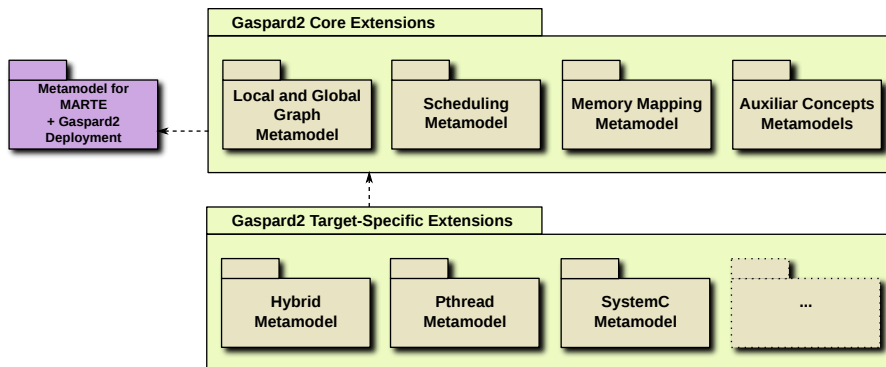 Gaspard2 Core Extensions
Metamodel for
MARTE
+ Gaspard2
Deployment
Local and Global
Graph
Metamodel
Scheduling
Metamodel
Memory Mapping
Metamodel
Auxiliar Concepts
Metamodels
Gaspard2 Target-Specific Extensions
Hybrid
Metamodel
Pthread
Metamodel
SystemC
Metamodel
...